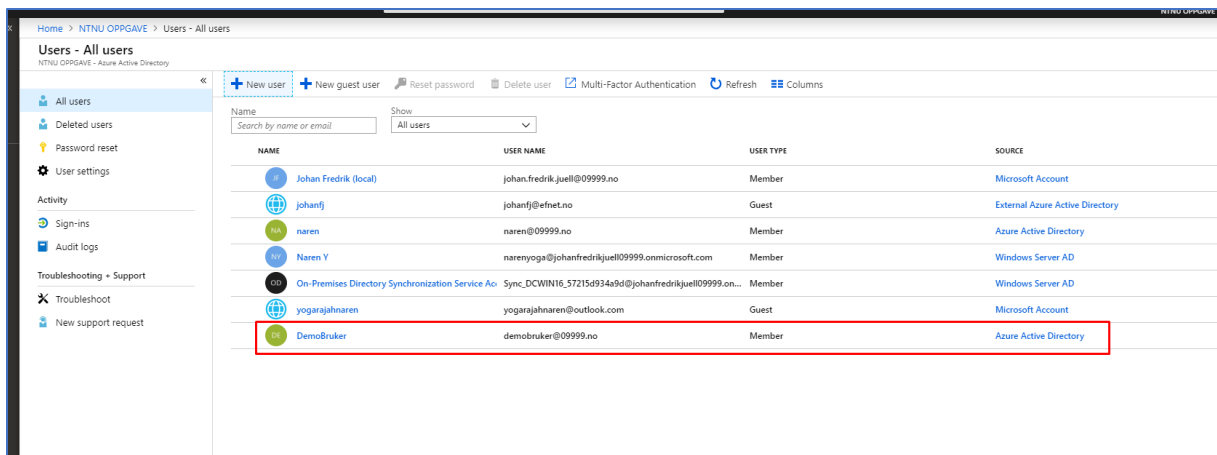 NTNU OPPGAVE
Home > NTNU OPPGAVE > Users - All users
Users - All users
NTNU OPPGAVE - Azure Active Directory
«
All users
Deleted users
Password reset
User settings
Activity
Sign-ins
Audit logs
Troubleshooting + Support
Troubleshoot
New support request
New user New guest user Reset password Delete user Multi-Factor Authentication Refresh Columns
Name Show
Search by name or email All users
NAME USER NAME USER TYPE SOURCE
JF Johan Fredrik (local) johan.fredrik.juell@09999.no Member Microsoft Account
johanfj johanfj@efnet.no Guest External Azure Active Directory
NA naren naren@09999.no Member Azure Active Directory
NY Naren Y narenyoga@johanfredrikjuell09999.onmicrosoft.com Member Windows Server AD
OD On-Premises Directory Synchronization Service Acc Sync_DCWIN16_57215d934a9d@johanfredrikjuell09999.on... Member Windows Server AD
yogarajahnaren yogarajahnaren@outlook.com Guest Microsoft Account
DE DemoBruker demobruker@09999.no Member Azure Active Directory